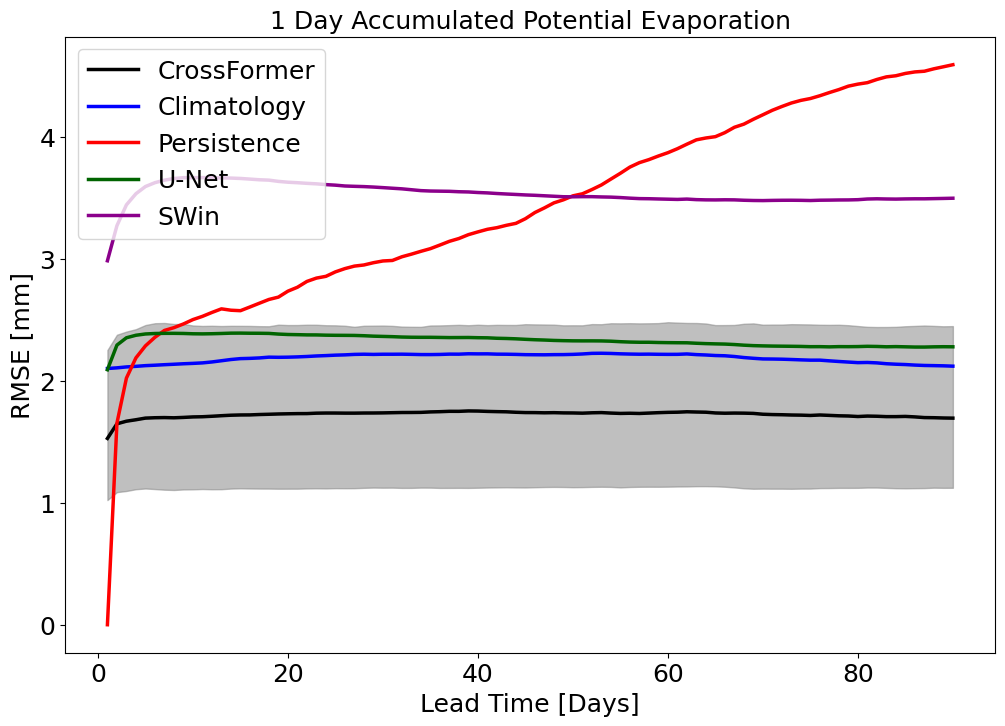 1 Day Accumulated Potential Evaporation
CrossFormer
Climatology
Persistence
U-Net
SWin
RMSE [mm]
4
3
2
1
0
0 20 40 60 80
Lead Time [Days]